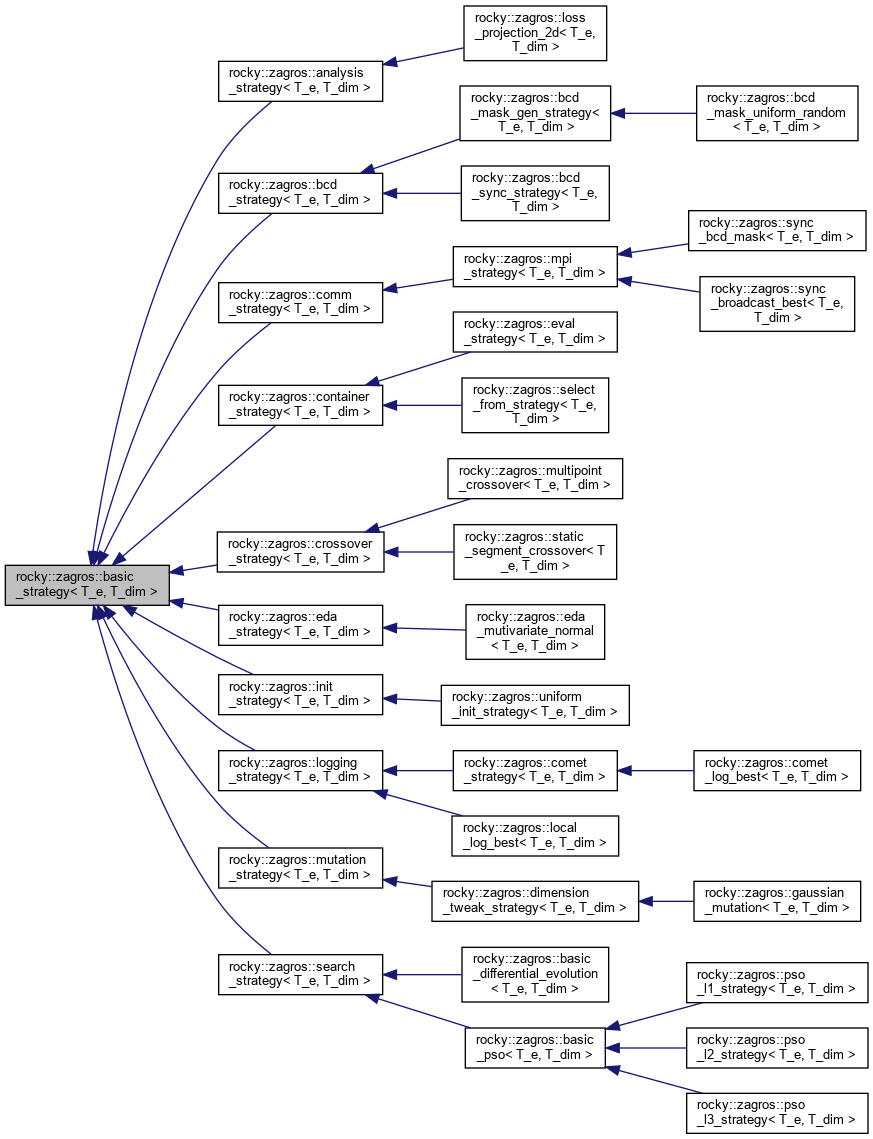 rocky::zagros::loss
_projection_2d< T_e,
T_dim >
rocky::zagros::analysis
_strategy< T_e, T_dim >
rocky::zagros::bcd
_mask_gen_strategy<
T_e, T_dim >
rocky::zagros::bcd
_mask_uniform_random
< T_e, T_dim >
rocky::zagros::bcd
_strategy< T_e, T_dim >
rocky::zagros::bcd
_sync_strategy< T_e,
T_dim >
rocky::zagros::sync
_bcd_mask< T_e, T_dim >
rocky::zagros::mpi
_strategy< T_e, T_dim >
rocky::zagros::comm
_strategy< T_e, T_dim >
rocky::zagros::sync
_broadcast_best< T_e,
T_dim >
rocky::zagros::eval
_strategy< T_e, T_dim >
rocky::zagros::container
_strategy< T_e, T_dim >
rocky::zagros::select
_from_strategy< T_e,
T_dim >
rocky::zagros::multipoint
_crossover< T_e, T_dim >
rocky::zagros::crossover
_strategy< T_e, T_dim >
rocky::zagros::static
_segment_crossover< T
_e, T_dim >
rocky::zagros::basic
_strategy< T_e, T_dim >
rocky::zagros::eda
_strategy< T_e, T_dim >
rocky::zagros::eda
_mutivariate_normal
< T_e, T_dim >
rocky::zagros::init
_strategy< T_e, T_dim >
rocky::zagros::uniform
_init_strategy< T_e, T_dim >
rocky::zagros::logging
_strategy< T_e, T_dim >
rocky::zagros::comet
_strategy< T_e, T_dim >
rocky::zagros::comet
_log_best< T_e, T_dim >
rocky::zagros::local
_log_best< T_e, T_dim >
rocky::zagros::mutation
_strategy< T_e, T_dim >
rocky::zagros::dimension
_tweak_strategy< T_e, T_dim >
rocky::zagros::gaussian
_mutation< T_e, T_dim >
rocky::zagros::search
_strategy< T_e, T_dim >
rocky::zagros::basic
_differential_evolution
< T_e, T_dim >
rocky::zagros::pso
_l1_strategy< T_e, T_dim >
rocky::zagros::basic
_pso< T_e, T_dim >
rocky::zagros::pso
_l2_strategy< T_e, T_dim >
rocky::zagros::pso
_l3_strategy< T_e, T_dim >